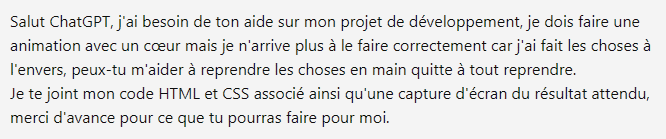 Salut ChatGPT, j'ai besoin de ton aide sur mon projet de développement, je dois faire une
animation avec un cœur mais je n'arrive plus à le faire correctement car j'ai fait les choses à
l'envers, peux-tu m'aider à reprendre les choses en main quitte à tout reprendre.
Je te joint mon code HTML et CSS associé ainsi qu'une capture d'écran du résultat attendu,
merci d'avance pour ce que tu pourras faire pour moi.